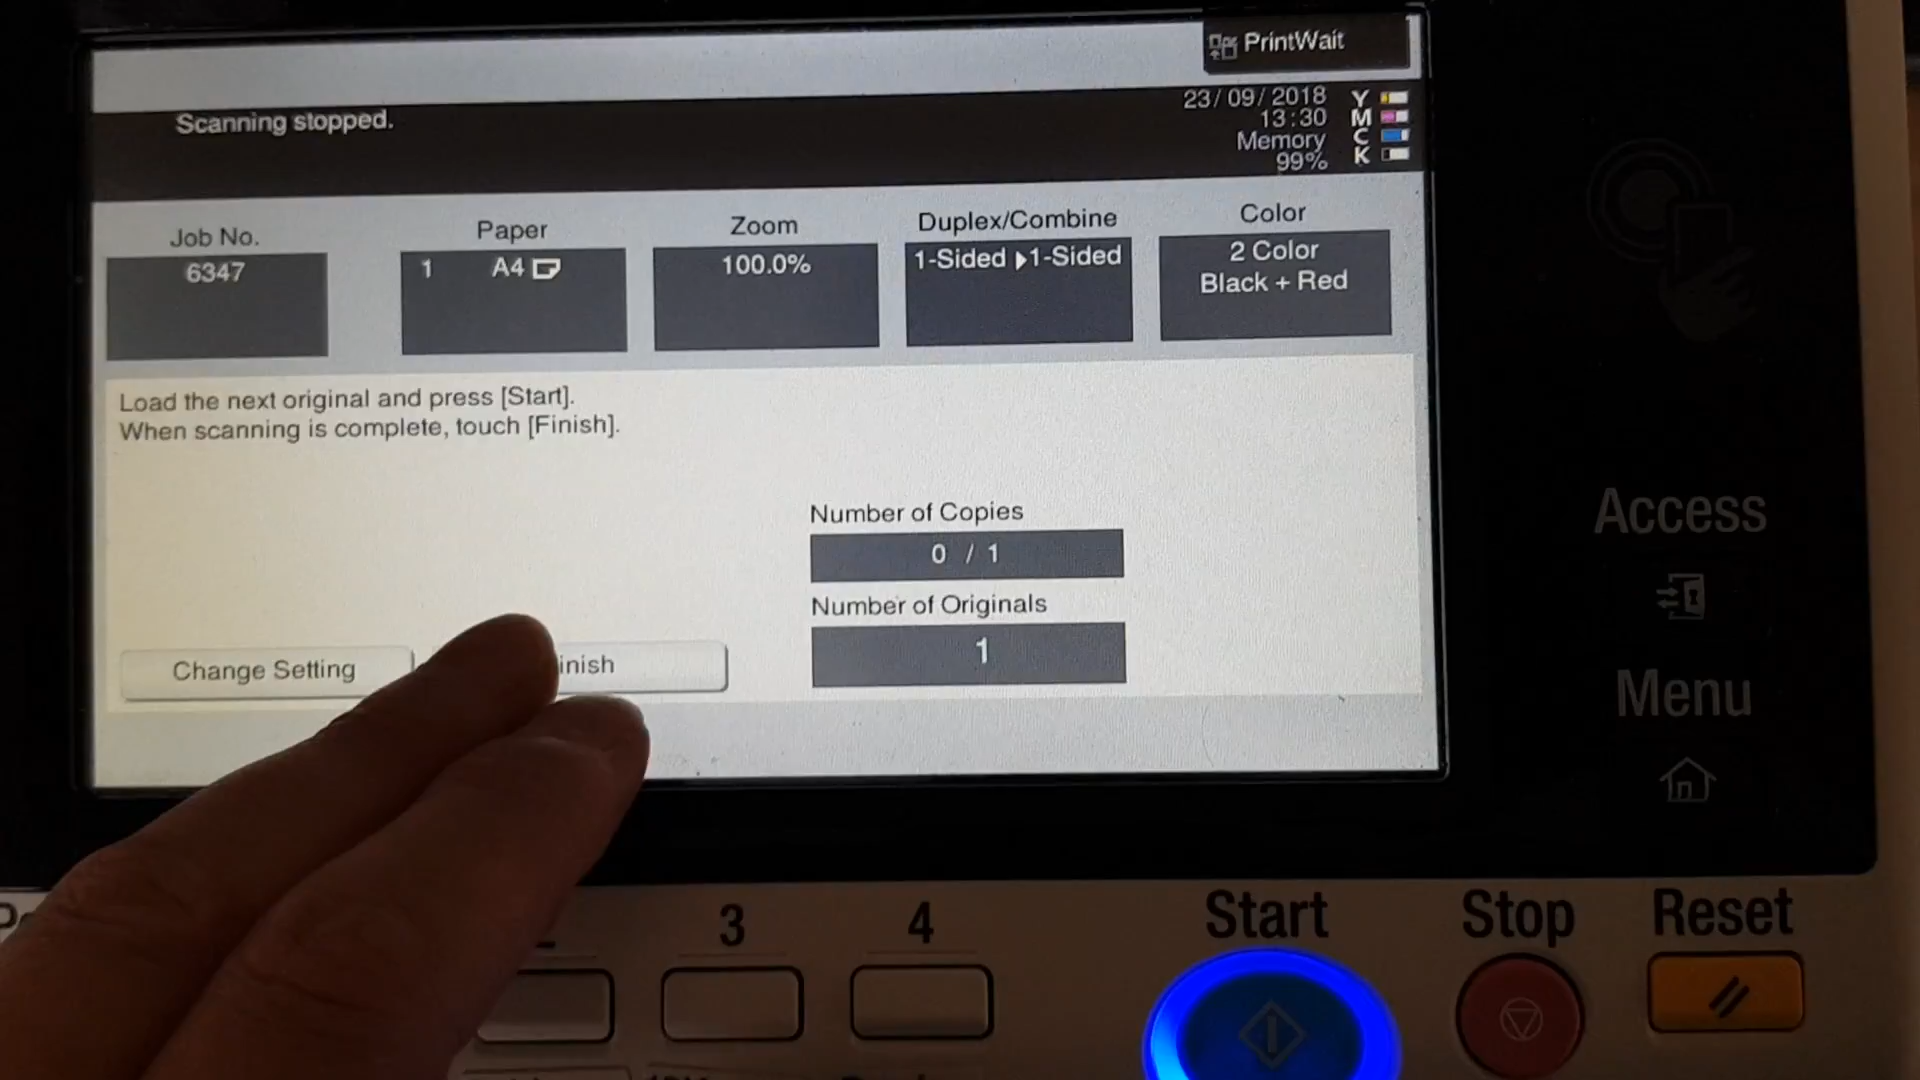 PrintWait
Scanning stopped.
23/09/2018
13:30
Memory
99%
Y
M
C
K
Job No.
6347
Paper
1 A4
Zoom
100.0%
Duplex/Combine
1-Sided ▶1-Sided
Color
2 Color
Black + Red
Load the next original and press [Start].
When scanning is complete, touch [Finish].
Number of Copies
0 / 1
Number of Originals
1
Change Setting
inish
Access
Menu
3
4
Start
Stop
Reset